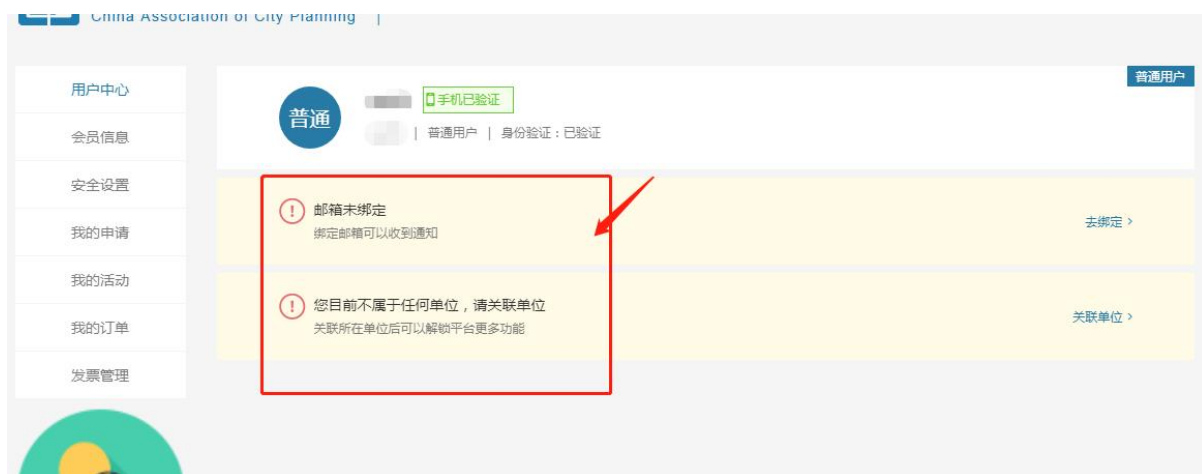 China Association of City Planning |
普通用户
用户中心
会员信息
安全设置
我的申请
我的活动
我的订单
发票管理
普通
手机已验证
| 普通用户 | 身份验证：已验证
邮箱未绑定
绑定邮箱可以收到通知
去绑定 >
您目前不属于任何单位，请关联单位
关联所在单位后可以解锁平台更多功能
关联单位 >